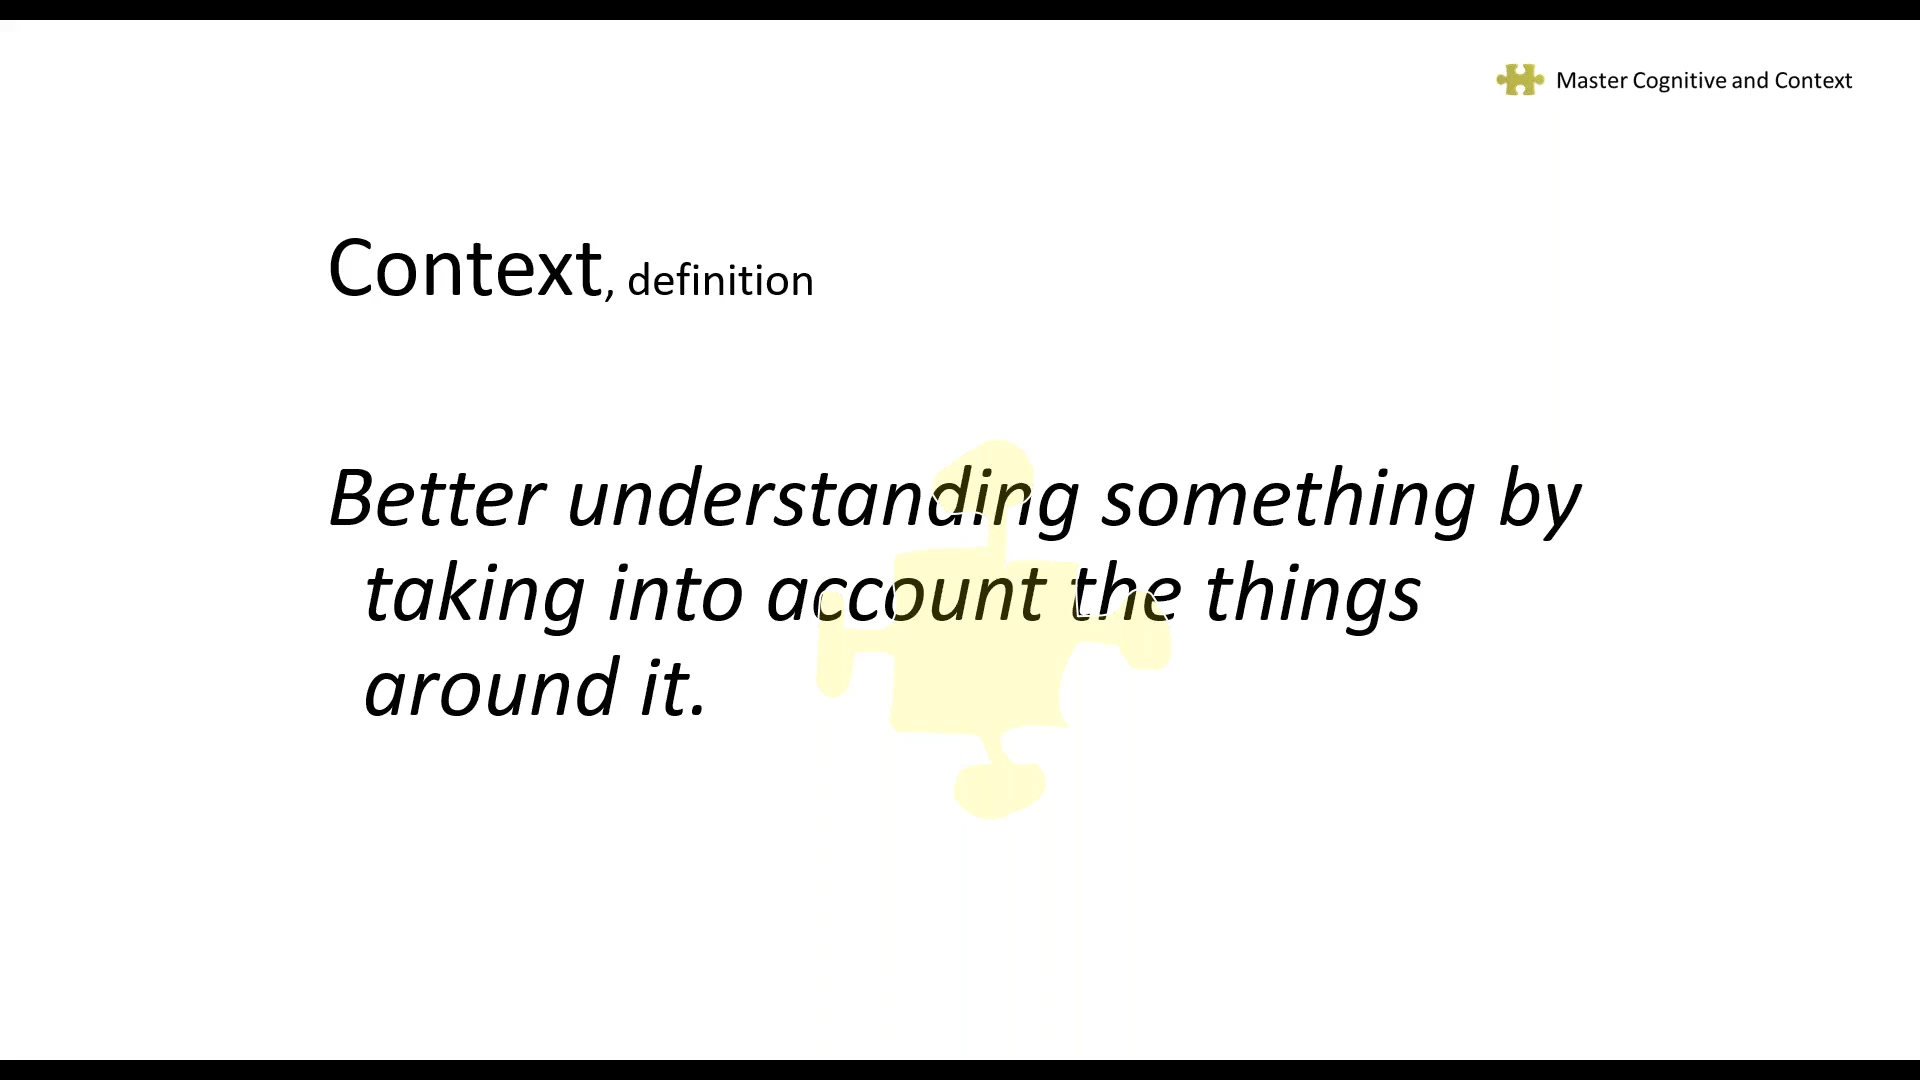 Master Cognitive and Context
Context, definition
Better understanding something by
taking into account the things
around it.